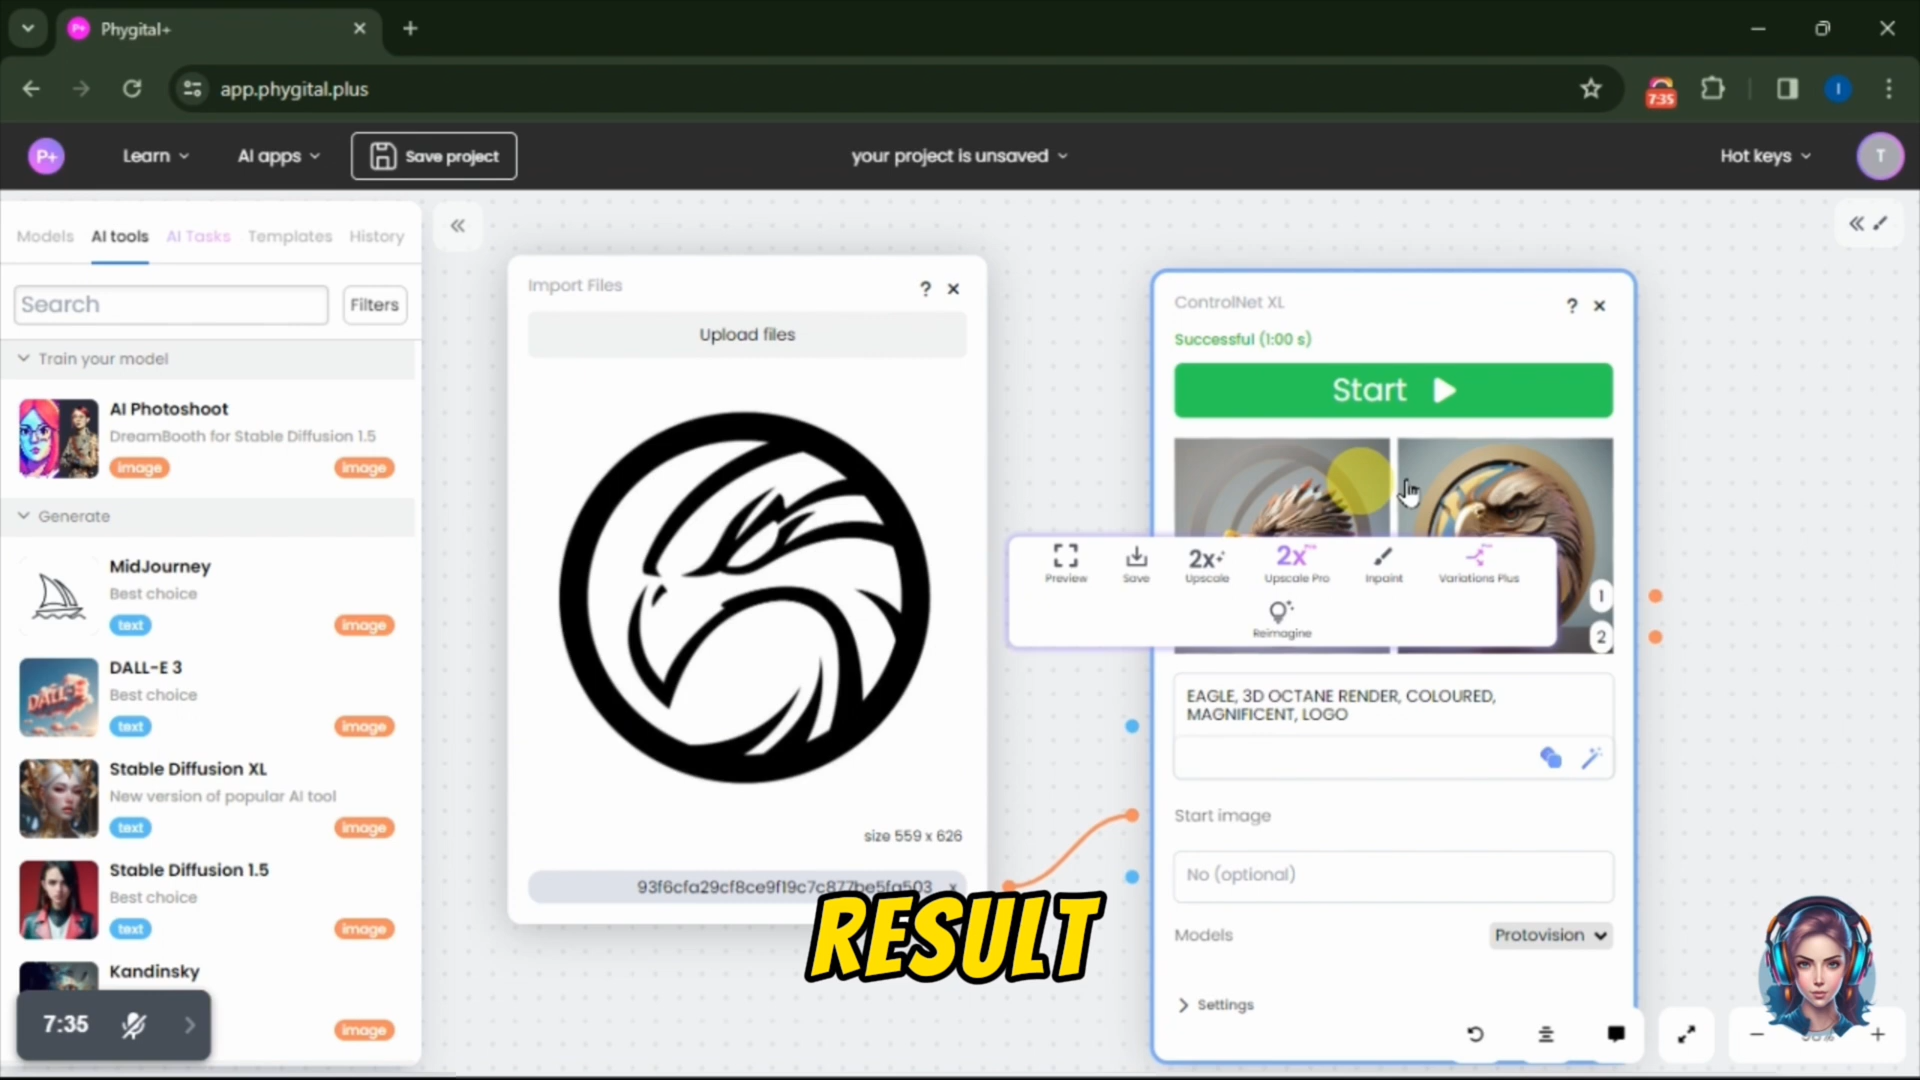 Phygital+
app.phygital.plus
7:35
I
P+
Learn
AI apps
Save project
your project is unsaved
Hot keys
T
Models
AI tools
AI Tasks
Templates
History
Search
Filters
Train your model
AI Photoshoot
DreamBooth for Stable Diffusion 1.5
image
image
Generate
MidJourney
Best choice
text
image
DALL-E 3
Best choice
text
image
Stable Diffusion XL
New version of popular AI tool
text
image
Stable Diffusion 1.5
Best choice
text
image
Kandinsky
image
7:35
Import Files
?
Upload files
size 559 x 626
93f6cfa29cf8ce9f19c7c877be5fa503 x
RESULT
ControlNet XL
?
Successful (1:00 s)
Start
Preview
Save
2x
Upscale
2x
Upscale Pro
Inpaint
Variations Plus
Reimagine
1
2
EAGLE, 3D OCTANE RENDER, COLOURED,
MAGNIFICENT, LOGO
Start image
No (optional)
Models
Protovision
Settings